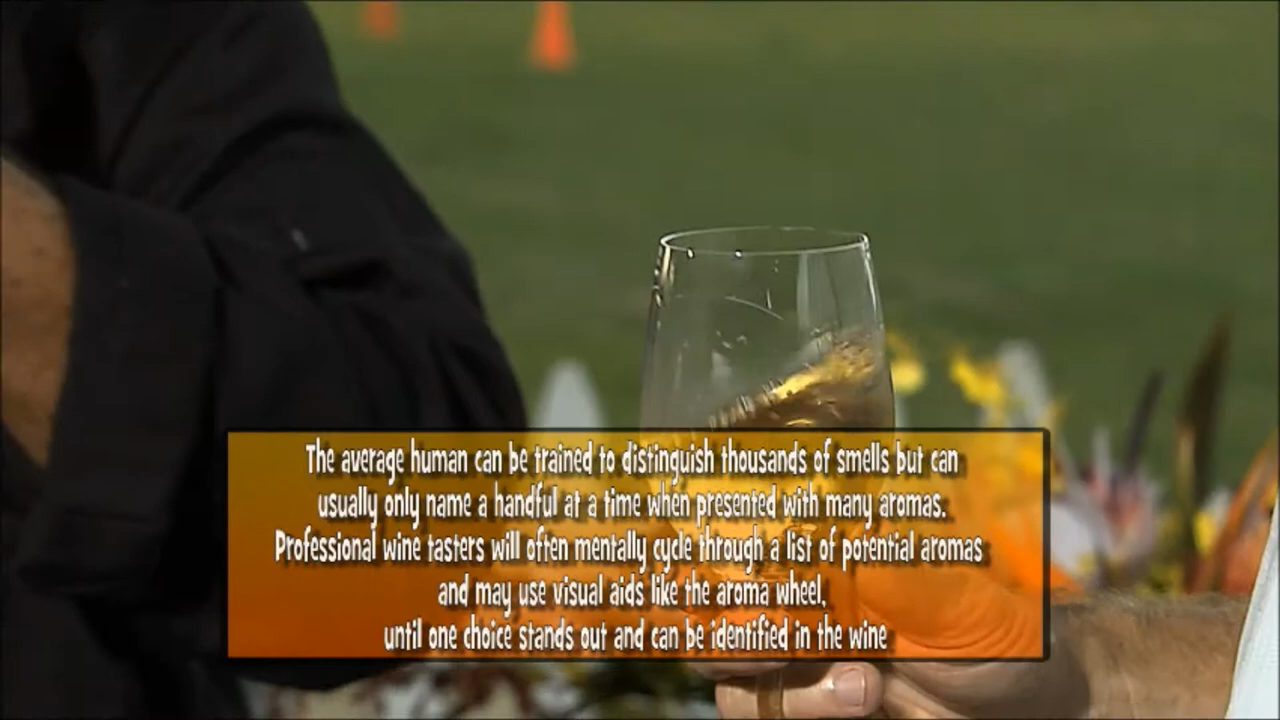 The average human can be trained to distinguish thousands of smells but can
usually only name a handful at a time when presented with many aromas.
Professional wine tasters will often mentally cycle through a list of potential aromas
and may use visual aids like the aroma wheel,
until one choice stands out and can be identified in the wine